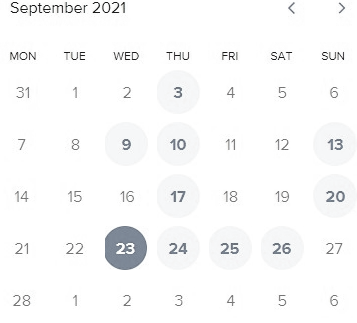 September 2021
MON TUE WED THU FRI SAT SUN
31 1 2 3 4 5 6
7 8 9 10 11 12 13
14 15 16 17 18 19 20
21 22 23 24 25 26 27
28 1 2 3 4 5 6